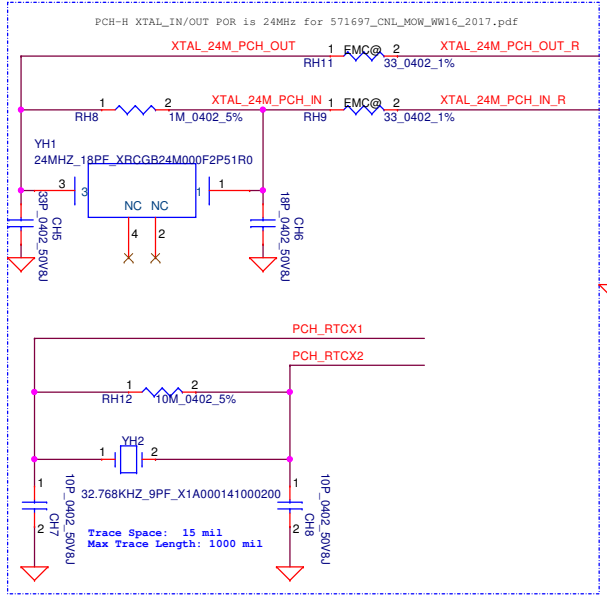 PCH-H XTAL_IN/OUT POR is 24MHz for 571697_CNL_MOW_WW16_2017.pdf
XTAL_24M_PCH_OUT
1 EMC@ 2
XTAL_24M_PCH_OUT_R
RH11
33_0402_1%
1 2
XTAL_24M_PCH_IN
1 EMC@ 2
XTAL_24M_PCH_IN_R
RH8
1M_0402_5%
RH9
33_0402_1%
YH1
24MHZ_18PF_XRCGB24M000F2P51R0
3
3
1
1
NC NC
4
2
33P_0402_50V8J
CH5
18P_0402_50V8J
CH6
PCH_RTCX1
PCH_RTCX2
1 2
RH12
10M_0402_5%
YH2
1 2
32.768KHZ_9PF_X1A000141000200
1
2
CH7
10P_0402_50V8J
1
2
CH8
10P_0402_50V8J
Trace Space: 15 mil
Max Trace Length: 1000 mil